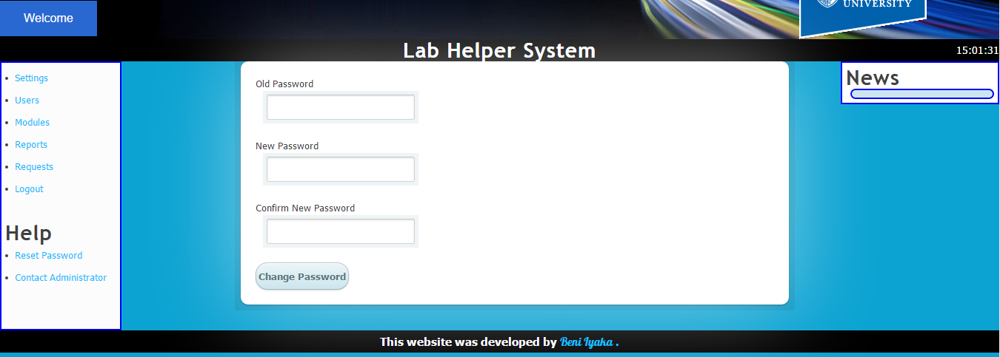 Welcome
UNIVERSITY
Lab Helper System
15:01:31
Settings
Users
Modules
Reports
Requests
Logout
Help
Reset Password
Contact Administrator
Old Password
New Password
Confirm New Password
Change Password
News
This website was developed by Beni Iyaka .